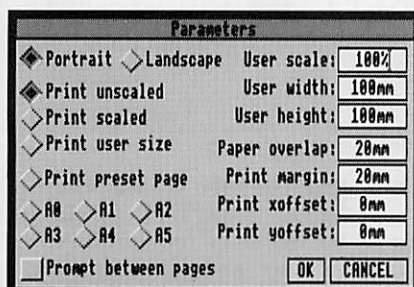 Parameters
Portrait Landscape User scale: 100%
Print unscaled User width: 100mm
Print scaled User height: 100mm
Print user size Paper overlap: 20mm
Print preset page Print margin: 20mm
A0 A1 A2 Print xoffset: 0mm
A3 A4 A5 Print yoffset: 0mm
Prompt between pages OK CANCEL